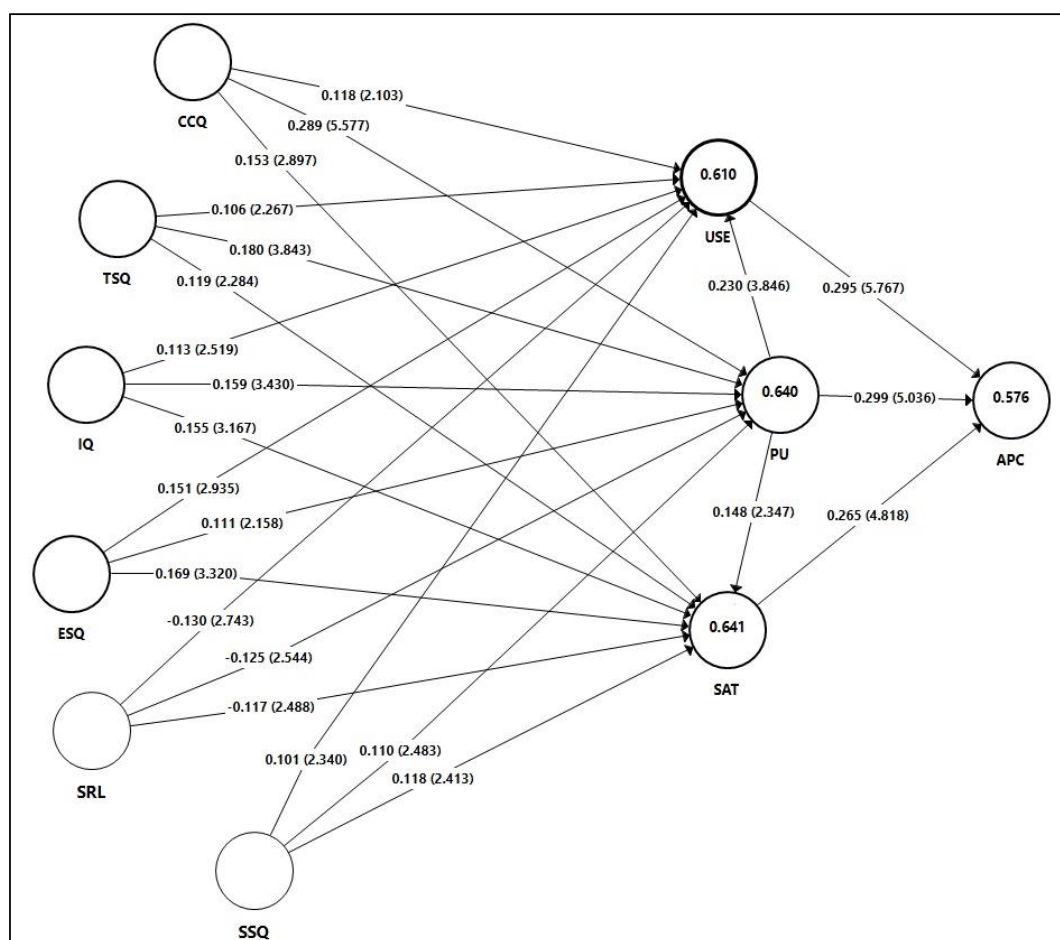 CCQ
0.118 (2.103)
0.289 (5.577)
0.153 (2.897)
0.610
USE
TSQ
0.106 (2.267)
0.180 (3.843)
0.119 (2.284)
0.230 (3.846)
0.295 (5.767)
IQ
0.113 (2.519)
0.159 (3.430)
0.155 (3.167)
0.640
PU
0.299 (5.036)
0.576
APC
ESQ
0.151 (2.935)
0.111 (2.158)
0.169 (3.320)
0.148 (2.347)
0.265 (4.818)
-0.130 (2.743)
-0.125 (2.544)
-0.117 (2.488)
0.641
SAT
SRL
0.101 (2.340)
0.110 (2.483)
0.118 (2.413)
SSQ